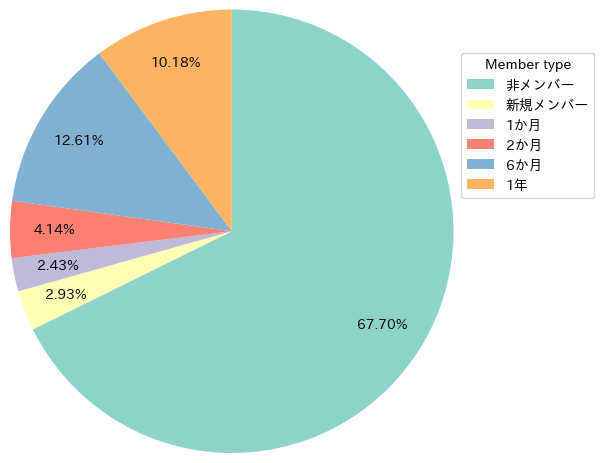 10.18%
12.61%
4.14%
2.43%
2.93%
67.70%
Member type
非メンバー
新規メンバー
1か月
2か月
6か月
1年